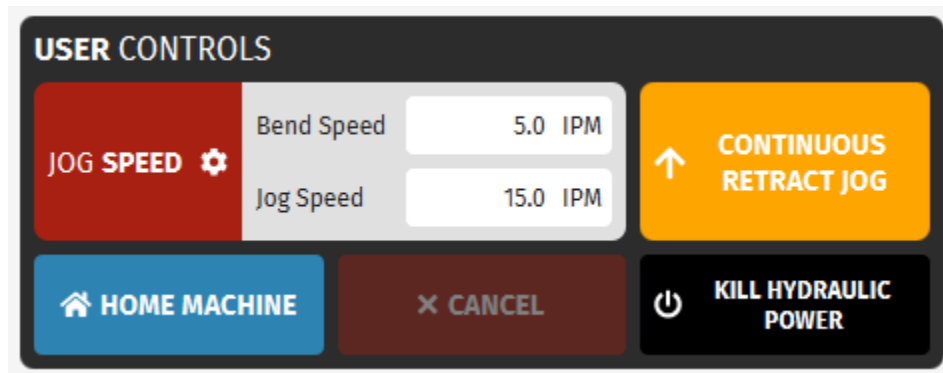 USER CONTROLS
JOG SPEED
Bend Speed 5.0 IPM
Jog Speed 15.0 IPM
CONTINUOUS
RETRACT JOG
HOME MACHINE
CANCEL
KILL HYDRAULIC
POWER